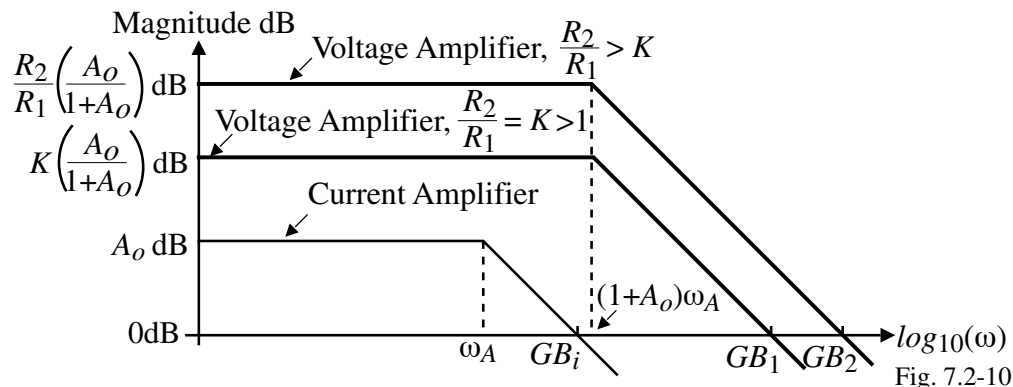 Magnitude dB
Voltage Amplifier, R2/R1 > K
R2/R1 (Ao/1+Ao) dB
Voltage Amplifier, R2/R1 = K >1
K (Ao/1+Ao) dB
Current Amplifier
Ao dB
(1+Ao)ωA
0dB
ωA
GBi
GB1
GB2
log10(ω)
Fig. 7.2-10